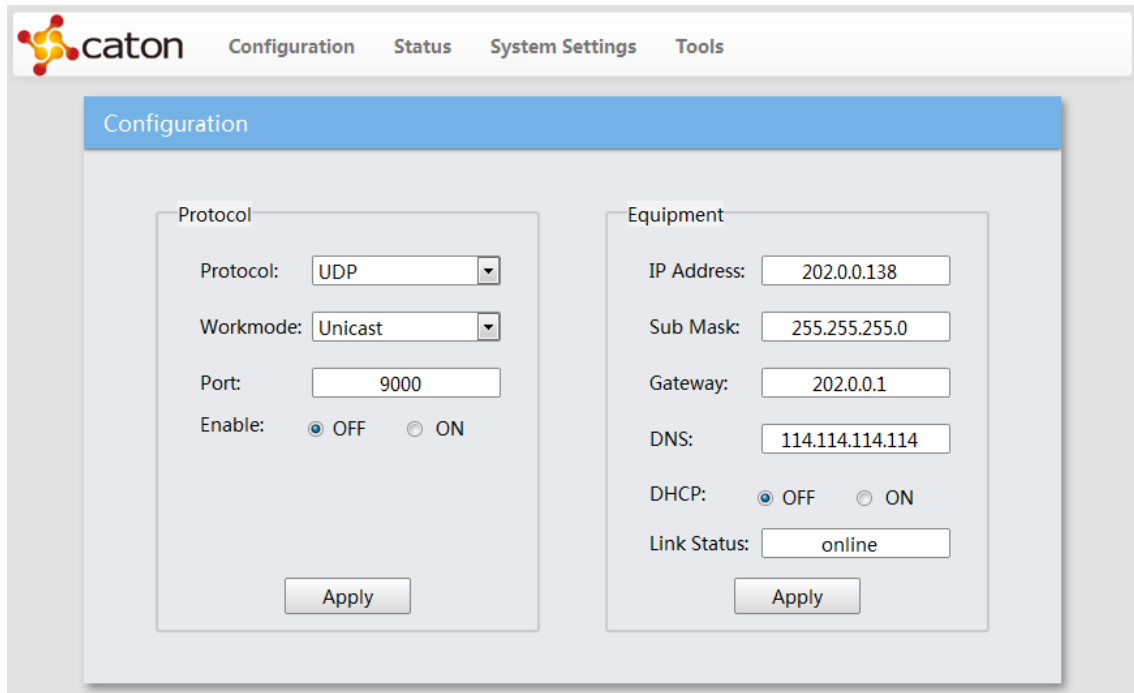 caton Configuration Status System Settings Tools
Configuration
Protocol
Protocol: UDP
Workmode: Unicast
Port: 9000
Enable: OFF ON
Apply
Equipment
IP Address: 202.0.0.138
Sub Mask: 255.255.255.0
Gateway: 202.0.0.1
DNS: 114.114.114.114
DHCP: OFF ON
Link Status: online
Apply